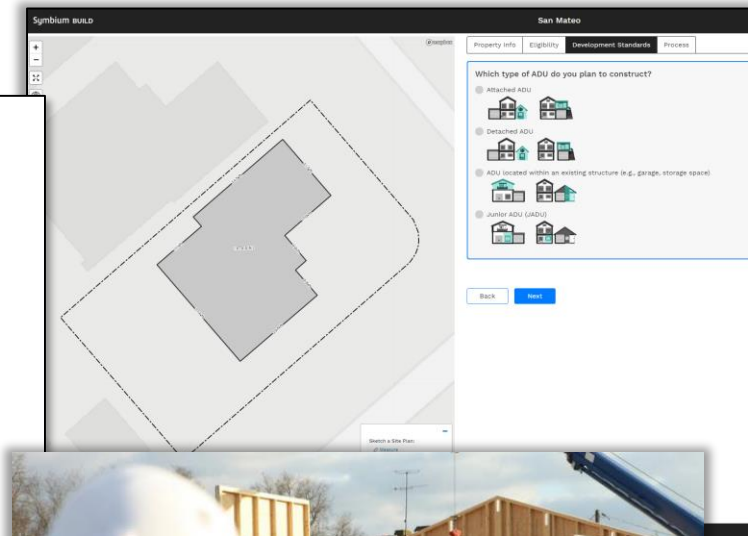 Symbium BUILD
San Mateo
mapbox
Property Info
Eligibility
Development Standards
Process
Which type of ADU do you plan to construct?
Attached ADU
Detached ADU
ADU located within an existing structure (e.g., garage, storage space)
Junior ADU (JADU)
Back
Next
Sketch a Site Plan:
Measure